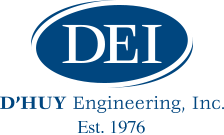 DEI
D'HUY Engineering, Inc.
Est. 1976